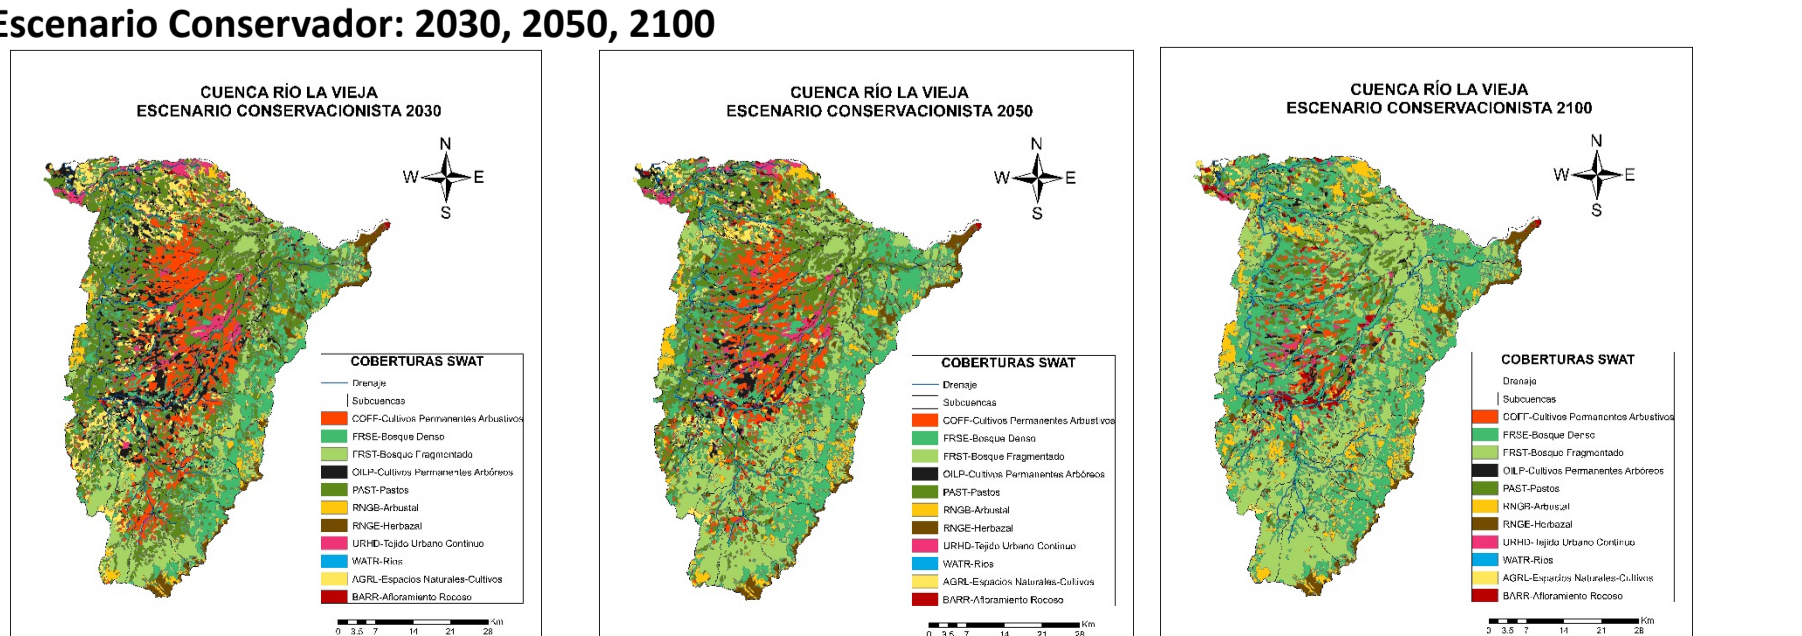 Escenario Conservador: 2030, 2050, 2100
CUENCA RÍO LA VIEJA
ESCENARIO CONSERVACIONISTA 2030
N
W E
S
COBERTURAS SWAT
Drenaje
Subcuencas
COFF-Cultivos Permanentes Arbustivos
FRSE-Bosque Denso
FRST-Bosque Fragmentado
OILP-Cultivos Permanentes Arbóreos
PAST-Pastos
RNGB-Arbustal
RNGE-Herbazal
URHD-Tejido Urbano Continuo
WATR-Rios
AGRL-Espacios Naturales-Cultivos
BARR-Afloramiento Rocoso
Km
0 3.5 7 14 21 28
CUENCA RÍO LA VIEJA
ESCENARIO CONSERVACIONISTA 2050
N
W E
S
COBERTURAS SWAT
Drenaje
Subcuencas
COFF-Cultivos Permanentes Arbustivos
FRSE-Bosque Denso
FRST-Bosque Fragmentado
OILP-Cultivos Permanentes Arbóreos
PAST-Pastos
RNGB-Arbustal
RNGE-Herbazal
URHD-Tejido Urbano Continuo
WATR-Rios
AGRL-Espacios Naturales-Cultivos
BARR-Afloramiento Rocoso
Km
0 3.5 7 14 21 28
CUENCA RÍO LA VIEJA
ESCENARIO CONSERVACIONISTA 2100
N
W E
S
COBERTURAS SWAT
Drenaje
Subcuencas
COFF-Cultivos Permanentes Arbustivos
FRSE-Bosque Denso
FRST-Bosque Fragmentado
OILP-Cultivos Permanentes Arbóreos
PAST-Pastos
RNGB-Arbustal
RNGE-Herbazal
URHD-Tejido Urbano Continuo
WATR-Rios
AGRL-Espacios Naturales-Cultivos
BARR-Afloramiento Rocoso
Km
0 3.5 7 14 21 28